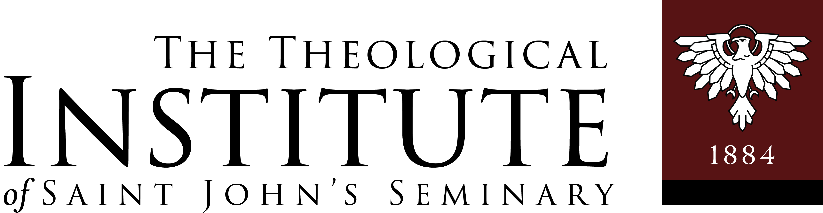 THE THEOLOGICAL
INSTITUTE
of SAINT JOHN'S SEMINARY
1884